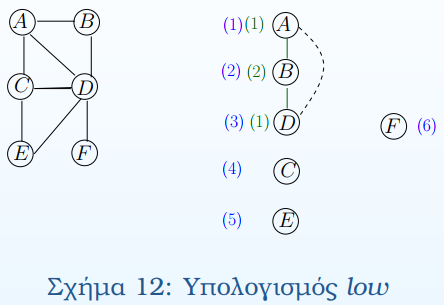 A B
C D
E F
(1) (1) A
(2) (2) B
(3) (1) D
F (6)
(4) C
(5) E
Σχήμα 12: Υπολογισμός low